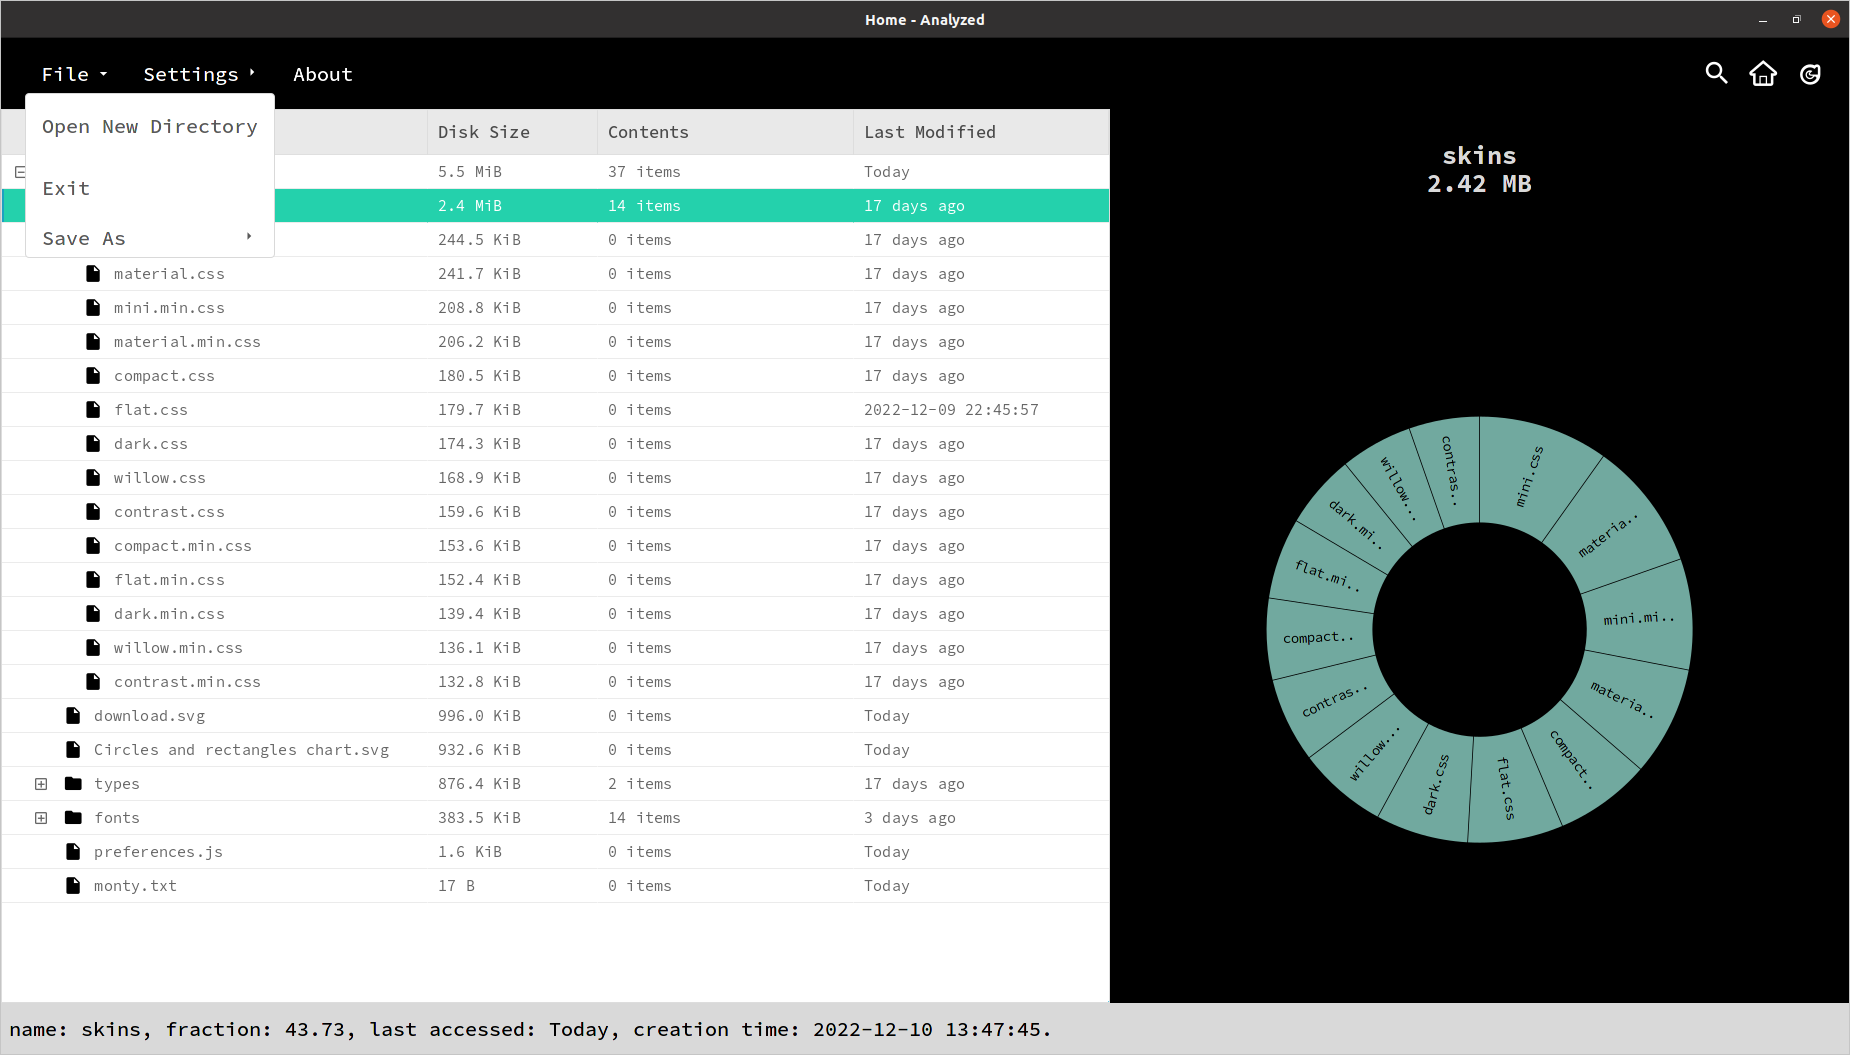 Home - Analyzed
File Settings About
Open New Directory
Exit
Save As
Disk Size Contents Last Modified
5.5 MiB 37 items Today
2.4 MiB 14 items 17 days ago
244.5 KiB 0 items 17 days ago
material.css 241.7 KiB 0 items 17 days ago
mini.min.css 208.8 KiB 0 items 17 days ago
material.min.css 206.2 KiB 0 items 17 days ago
compact.css 180.5 KiB 0 items 17 days ago
flat.css 179.7 KiB 0 items 2022-12-09 22:45:57
dark.css 174.3 KiB 0 items 17 days ago
willow.css 168.9 KiB 0 items 17 days ago
contrast.css 159.6 KiB 0 items 17 days ago
compact.min.css 153.6 KiB 0 items 17 days ago
flat.min.css 152.4 KiB 0 items 17 days ago
dark.min.css 139.4 KiB 0 items 17 days ago
willow.min.css 136.1 KiB 0 items 17 days ago
contrast.min.css 132.8 KiB 0 items 17 days ago
download.svg 996.0 KiB 0 items Today
Circles and rectangles chart.svg 932.6 KiB 0 items Today
types 876.4 KiB 2 items 17 days ago
fonts 383.5 KiB 14 items 3 days ago
preferences.js 1.6 KiB 0 items Today
monty.txt 17 B 0 items Today
skins
2.42 MB
mini.css
materia..
mini.mi..
materia..
compact..
flat.css
dark.css
willow...
contras..
compact..
flat.mi..
dark.mi..
willow...
contras..
name: skins, fraction: 43.73, last accessed: Today, creation time: 2022-12-10 13:47:45.